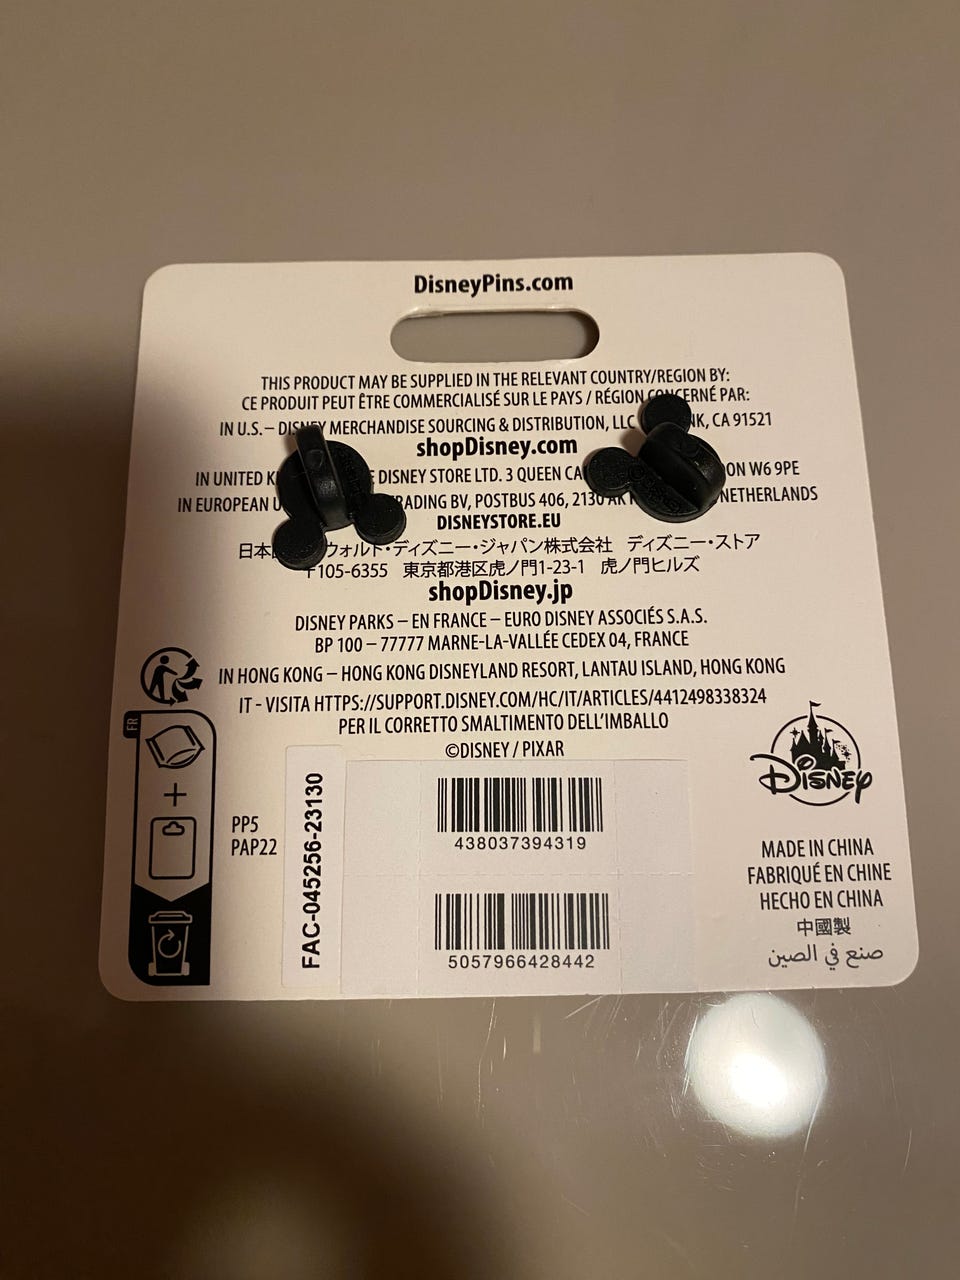 DisneyPins.com
THIS PRODUCT MAY BE SUPPLIED IN THE RELEVANT COUNTRY/REGION BY:
CE PRODUIT PEUT ÊTRE COMMERCIALISÉ SUR LE PAYS / RÉGION CONCERNÉ PAR:
IN U.S. – DISNEY MERCHANDISE SOURCING & DISTRIBUTION, LLC CA 91521
shopDisney.com
IN UNITED DISNEY STORE LTD. 3 QUEEN W6 9PE
IN EUROPEAN TRADING BV, POSTBUS 406, 2130 AK NETHERLANDS
DISNEYSTORE.EU
日本 ウォルト・ディズニー・ジャパン株式会社 ディズニー・ストア
〒105-6355 東京都港区虎ノ門1-23-1 虎ノ門ヒルズ
shopDisney.jp
DISNEY PARKS – EN FRANCE – EURO DISNEY ASSOCIÉS S.A.S.
BP 100 – 77777 MARNE-LA-VALLÉE CEDEX 04, FRANCE
IN HONG KONG – HONG KONG DISNEYLAND RESORT, LANTAU ISLAND, HONG KONG
IT - VISITA HTTPS://SUPPORT.DISNEY.COM/HC/IT/ARTICLES/4412498338324
PER IL CORRETTO SMALTIMENTO DELL'IMBALLO
©DISNEY / PIXAR
FR
PP5
PAP22
FAC-045256-23130
438037394319
5057966428442
Disney
MADE IN CHINA
FABRIQUÉ EN CHINE
HECHO EN CHINA
中國製
صنع في الصين